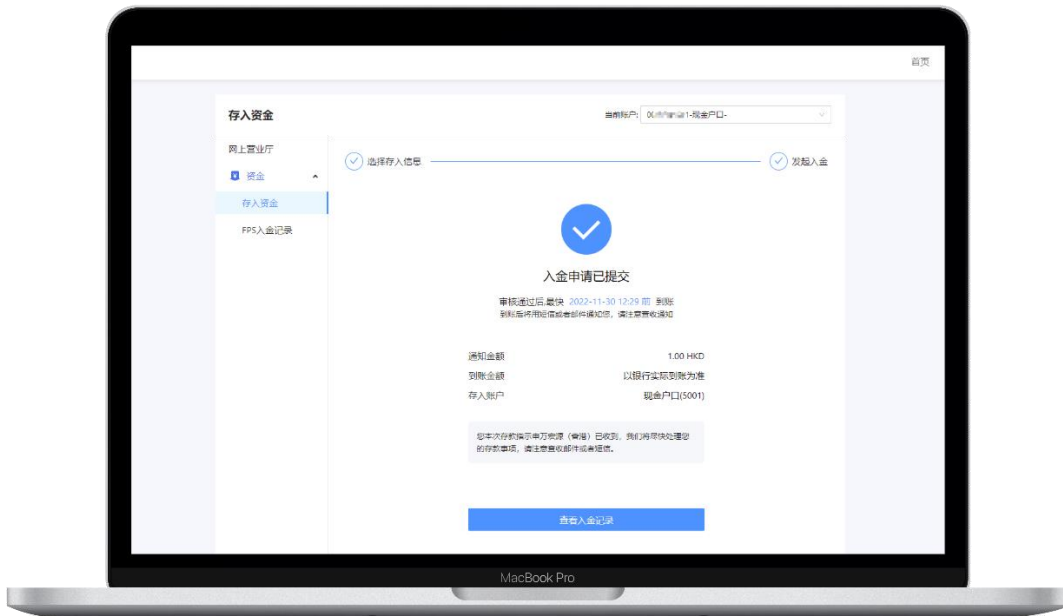 首页
存入资金
当前账户:
1-现金户口-
网上营业厅
选择存入信息
发起入金
资金
存入资金
FPS入金记录
入金申请已提交
审核通过后,最快 2022-11-30 12:29 前 到账
到账后将用短信或者邮件通知您,请注意查收通知
通知金额 1.00 HKD
到账金额 以银行实际到账为准
存入账户 现金户口(5001)
您本次存款指示申万宏源(香港)已收到,我们将尽快处理您
的存款事项,请注意查收邮件或者短信。
查看入金记录
MacBook Pro